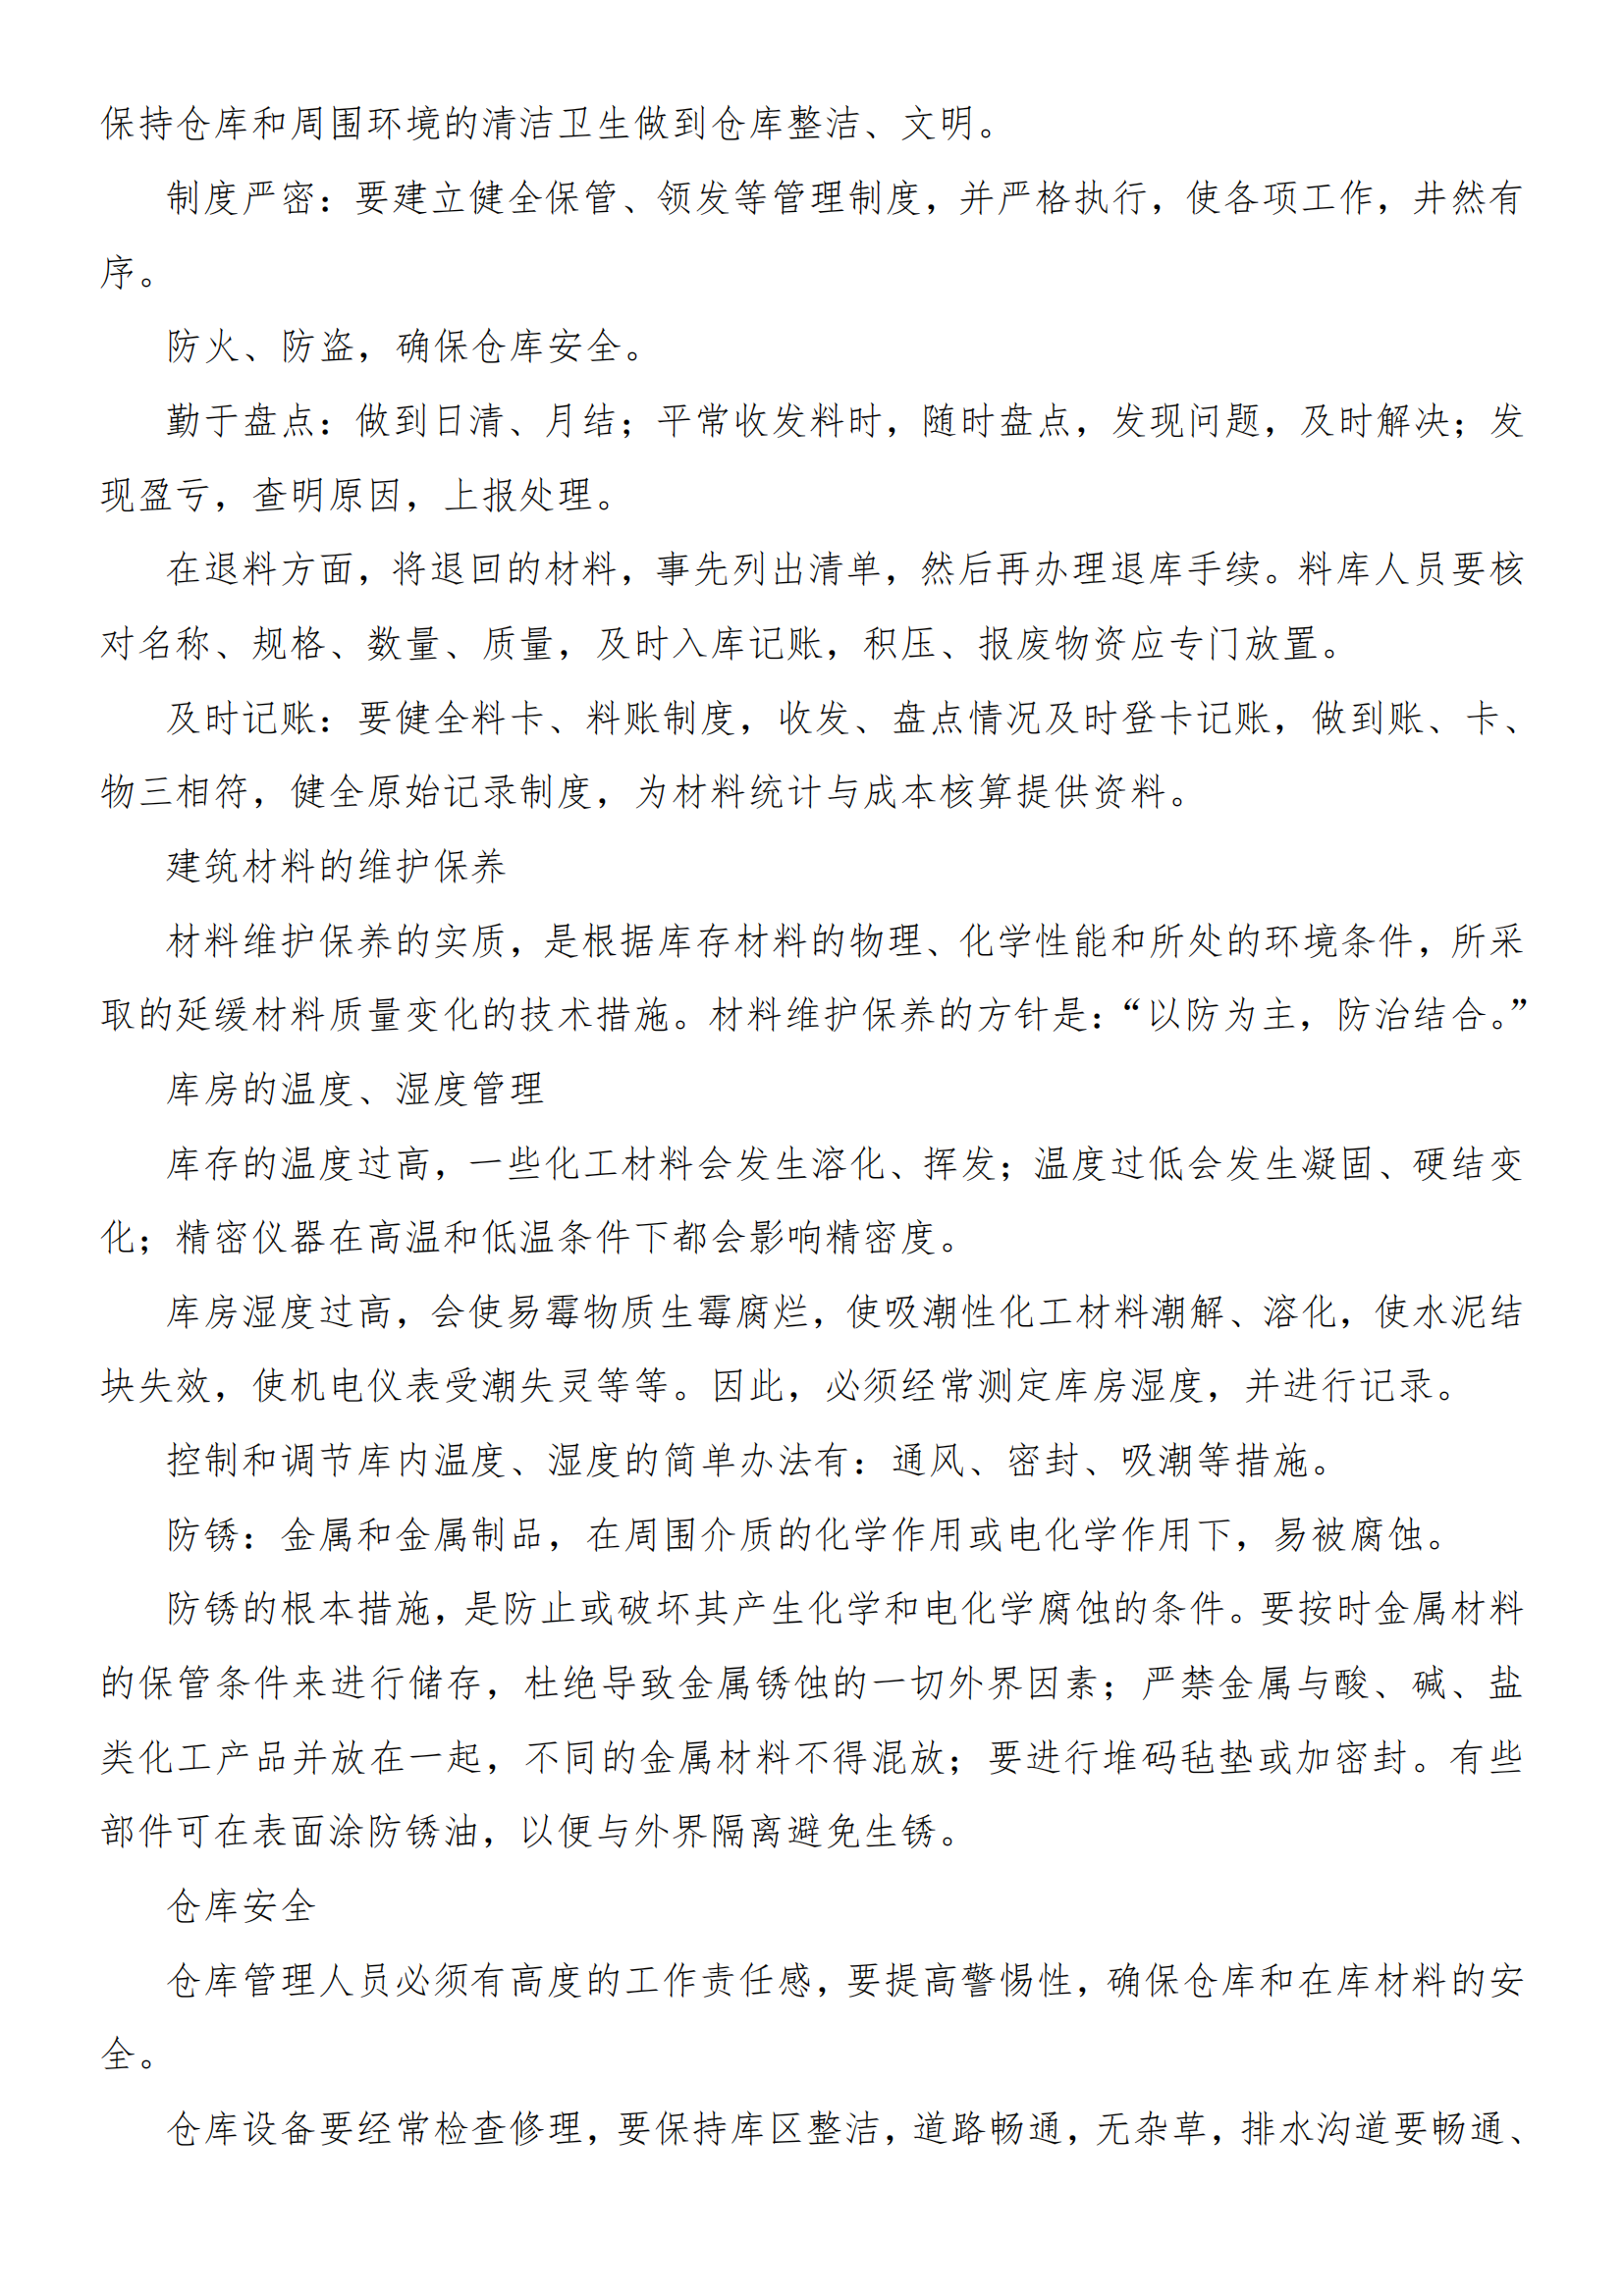 保持仓库和周围环境的清洁卫生做到仓库整洁、文明。
制度严密：要建立健全保管、领发等管理制度，并严格执行，使各项工作，井然有
序。
防火、防盗，确保仓库安全。
勤于盘点：做到日清、月结；平常收发料时，随时盘点，发现问题，及时解决；发
现盈亏，查明原因，上报处理。
在退料方面，将退回的材料，事先列出清单，然后再办理退库手续。料库人员要核
对名称、规格、数量、质量，及时入库记账，积压、报废物资应专门放置。
及时记账：要健全料卡、料账制度，收发、盘点情况及时登卡记账，做到账、卡、
物三相符，健全原始记录制度，为材料统计与成本核算提供资料。
建筑材料的维护保养
材料维护保养的实质，是根据库存材料的物理、化学性能和所处的环境条件，所采
取的延缓材料质量变化的技术措施。材料维护保养的方针是：“以防为主，防治结合。”
库房的温度、湿度管理
库存的温度过高，一些化工材料会发生溶化、挥发；温度过低会发生凝固、硬结变
化；精密仪器在高温和低温条件下都会影响精密度。
库房湿度过高，会使易霉物质生霉腐烂，使吸潮性化工材料潮解、溶化，使水泥结
块失效，使机电仪表受潮失灵等等。因此，必须经常测定库房湿度，并进行记录。
控制和调节库内温度、湿度的简单办法有：通风、密封、吸潮等措施。
防锈：金属和金属制品，在周围介质的化学作用或电化学作用下，易被腐蚀。
防锈的根本措施，是防止或破坏其产生化学和电化学腐蚀的条件。要按时金属材料
的保管条件来进行储存，杜绝导致金属锈蚀的一切外界因素；严禁金属与酸、碱、盐
类化工产品并放在一起，不同的金属材料不得混放；要进行堆码毡垫或加密封。有些
部件可在表面涂防锈油，以便与外界隔离避免生锈。
仓库安全
仓库管理人员必须有高度的工作责任感，要提高警惕性，确保仓库和在库材料的安
全。
仓库设备要经常检查修理，要保持库区整洁，道路畅通，无杂草，排水沟道要畅通、